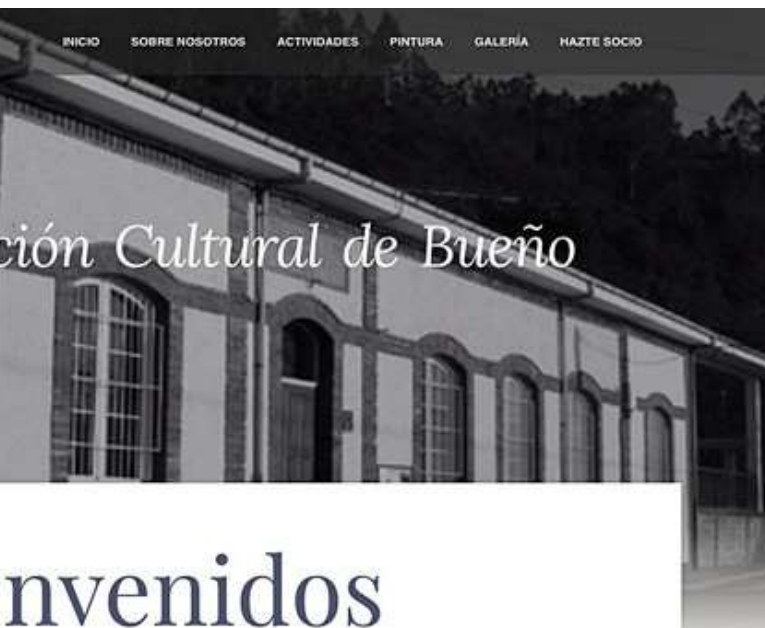 INICIO SOBRE NOSOTROS ACTIVIDADES PINTURA GALERÍA HAZTE SOCIO
ción Cultural de Bueño
nvenidos